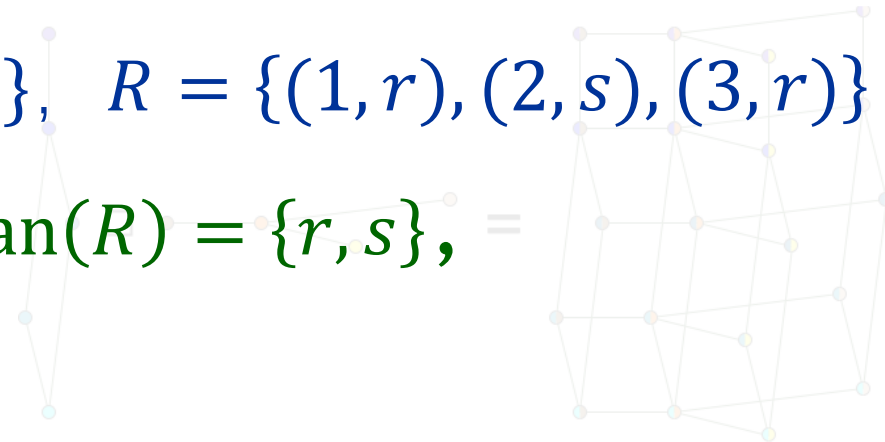 }, R = {(1, r), (2, s), (3, r)}
an(R) = {r, s}, =